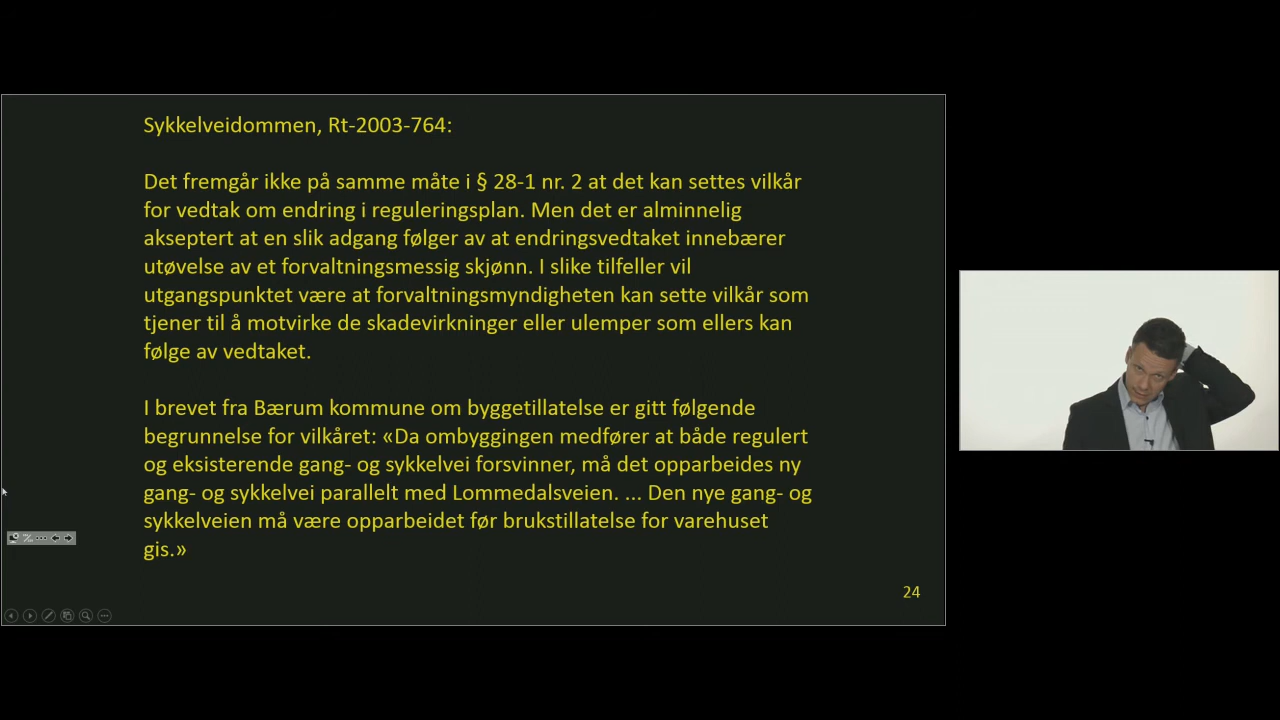 Sykkelveidommen, Rt-2003-764:
Det fremgår ikke på samme måte i § 28-1 nr. 2 at det kan settes vilkår
for vedtak om endring i reguleringsplan. Men det er alminnelig
akseptert at en slik adgang følger av at endringsvedtaket innebærer
utøvelse av et forvaltningsmessig skjønn. I slike tilfeller vil
utgangspunktet være at forvaltningsmyndigheten kan sette vilkår som
tjener til å motvirke de skadevirkninger eller ulemper som ellers kan
følge av vedtaket.
I brevet fra Bærum kommune om byggetillatelse er gitt følgende
begrunnelse for vilkåret: «Da ombyggingen medfører at både regulert
og eksisterende gang- og sykkelvei forsvinner, må det opparbeides ny
gang- og sykkelvei parallelt med Lommedalsveien. ... Den nye gang- og
sykkelveien må være opparbeidet før brukstillatelse for varehuset
gis.»
24